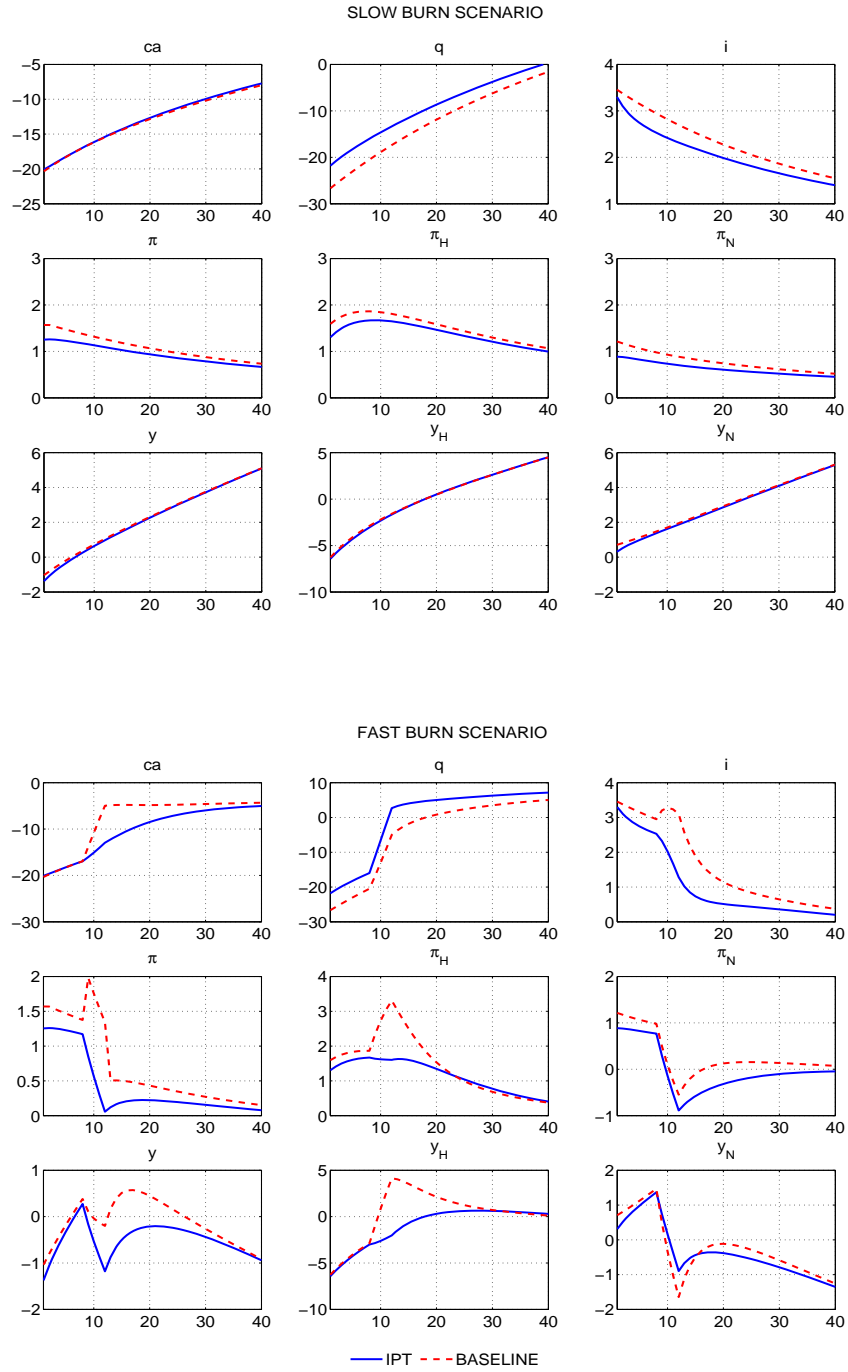 SLOW BURN SCENARIO
ca q i
−5 0 4
−10 −10 3
−15
−20 −20 2
−25 −30 1
10 20 30 40 10 20 30 40 10 20 30 40
π π_H π_N
3 3 3
2 2 2
1 1 1
0 0 0
10 20 30 40 10 20 30 40 10 20 30 40
y y_H y_N
6 5 6
4 0 4
2 2
0 −5 0
−2 −10 −2
10 20 30 40 10 20 30 40 10 20 30 40
FAST BURN SCENARIO
ca q i
0 10 4
−10 0 3
−10 2
−20 −20 1
−30 −30 0
10 20 30 40 10 20 30 40 10 20 30 40
π π_H π_N
2 4 2
1.5 3 1
1 2
0.5 1 0
0 0 −1
10 20 30 40 10 20 30 40 10 20 30 40
y y_H y_N
1 5 2
0 0 1
0
−1 −5 −1
−2 −10 −2
10 20 30 40 10 20 30 40 10 20 30 40
IPT BASELINE